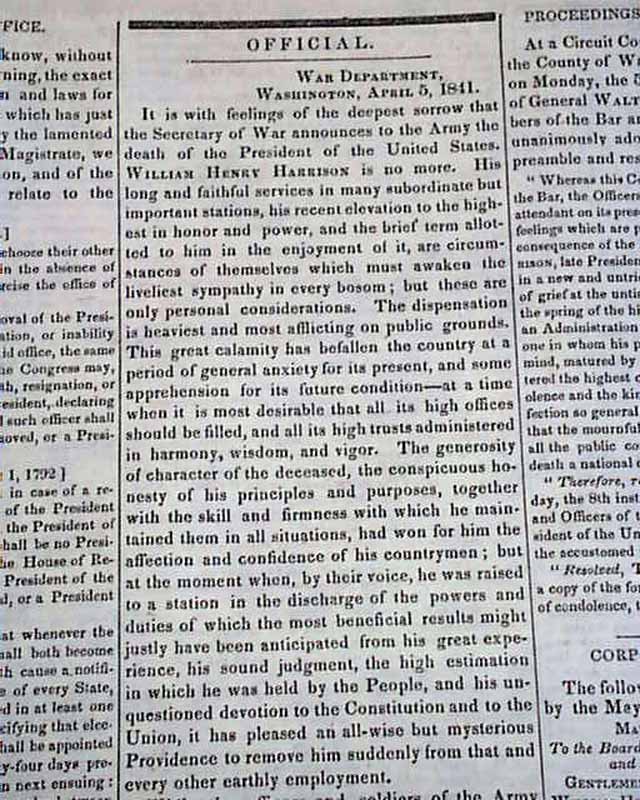 FFICE.
know, without
rning, the exact
n and laws for
which has just
y the lamented
Magistrate, we
on, and of the
relate to the
.]
choose their other
in the absence of
rcise the office of
oval of the Presi-
ation, or inability
id office, the same
he Congress may,
th, resignation, or
resident, declaring
d such officer shall
noved, or a Presi-
1, 1792]
in case of a re-
of the President
the President of
shall be no Presi-
he House of Re-
President of the
d, or a President
at whenever the
hall both become
th cause a notifi-
e of every State,
ed in at least one
cifying that elec-
hall be appointed
y-four days pre-
n next ensuing:
OFFICIAL.
War Department,
Washington, April 5, 1841.
It is with feelings of the deepest sorrow that
the Secretary of War announces to the Army the
death of the President of the United States.
William Henry Harrison is no more. His
long and faithful services in many subordinate but
important stations, his recent elevation to the high-
est in honor and power, and the brief term allot-
ted to him in the enjoyment of it, are circum-
stances of themselves which must awaken the
liveliest sympathy in every bosom; but these are
only personal considerations. The dispensation
is heaviest and most afflicting on public grounds.
This great calamity has befallen the country at a
period of general anxiety for its present, and some
apprehension for its future condition—at a time
when it is most desirable that all its high offices
should be filled, and all its high trusts administered
in harmony, wisdom, and vigor. The generosity
of character of the deceased, the conspicuous ho-
nesty of his principles and purposes, together
with the skill and firmness with which he main-
tained them in all situations, had won for him the
affection and confidence of his countrymen; but
at the moment when, by their voice, he was raised
to a station in the discharge of the powers and
duties of which the most beneficial results might
justly have been anticipated from his great expe-
rience, his sound judgment, the high estimation
in which he was held by the People, and his un-
questioned devotion to the Constitution and to the
Union, it has pleased an all-wise but mysterious
Providence to remove him suddenly from that and
every other earthly employment.
officers and soldiers of the Army
PROCEEDINGS
At a Circuit Co
the County of W
on Monday, the 5
of General Wal
bers of the Bar a
unanimously ado
preamble and res
"Whereas this C
the Bar, the Officers
attendant on its pres
feelings which are p
consequence of the
rison, late President
in a new and untri
of grief at the unti
the spring of the hi
an Administration
one in whom his p
mind, matured by
tered the highest c
olence and the kin
fection so general
that the mournful
all the public co
death a national c
"Therefore, re
day, the 8th inst
and Officers of t
sident of the Un
the accustomed
"Resolved, T
a copy of the for
of condolence, t
CORP
The follo
by the May
Ma
To the Board
and
Gentleme